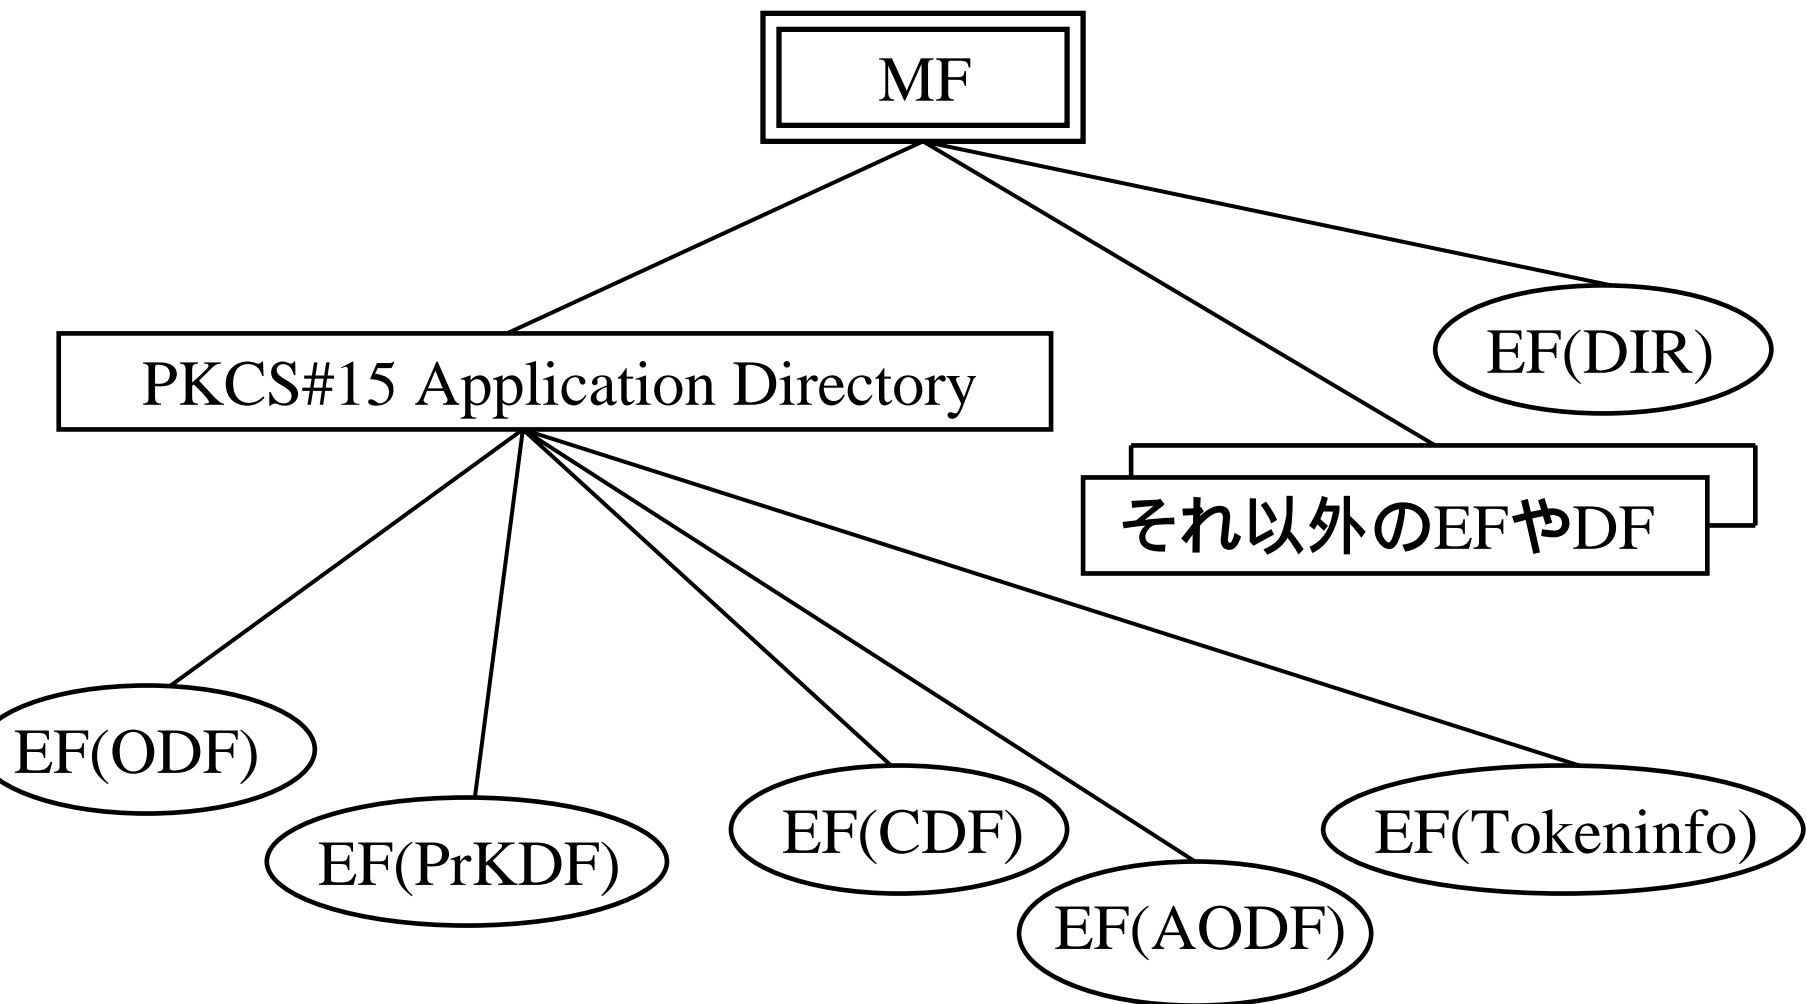 MF
EF(DIR)
PKCS#15 Application Directory
それ以外のEFやDF
EF(ODF)
EF(PrKDF)
EF(CDF)
EF(AODF)
EF(Tokeninfo)